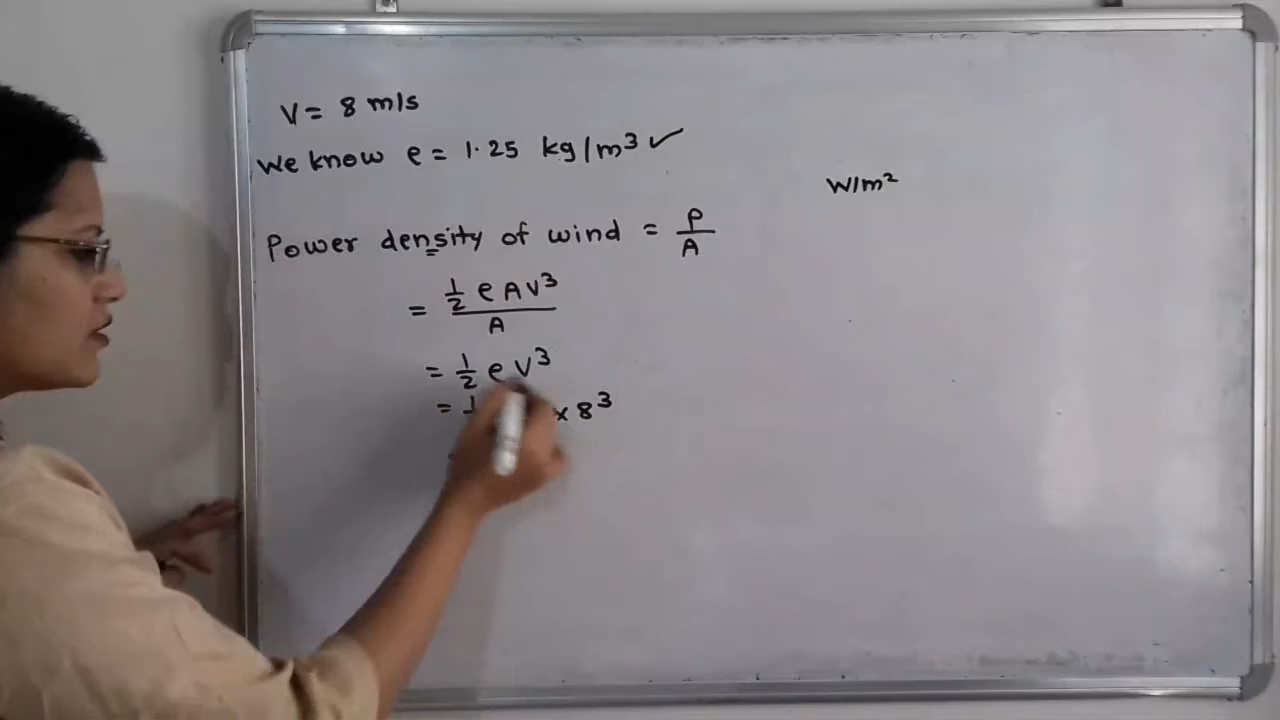 V = 8 m/s
We know ρ = 1.25 kg/m³ ✓
W/m²
Power density of wind = P/A
= ½ ρ A V³ / A
= ½ ρ V³
= × 8³